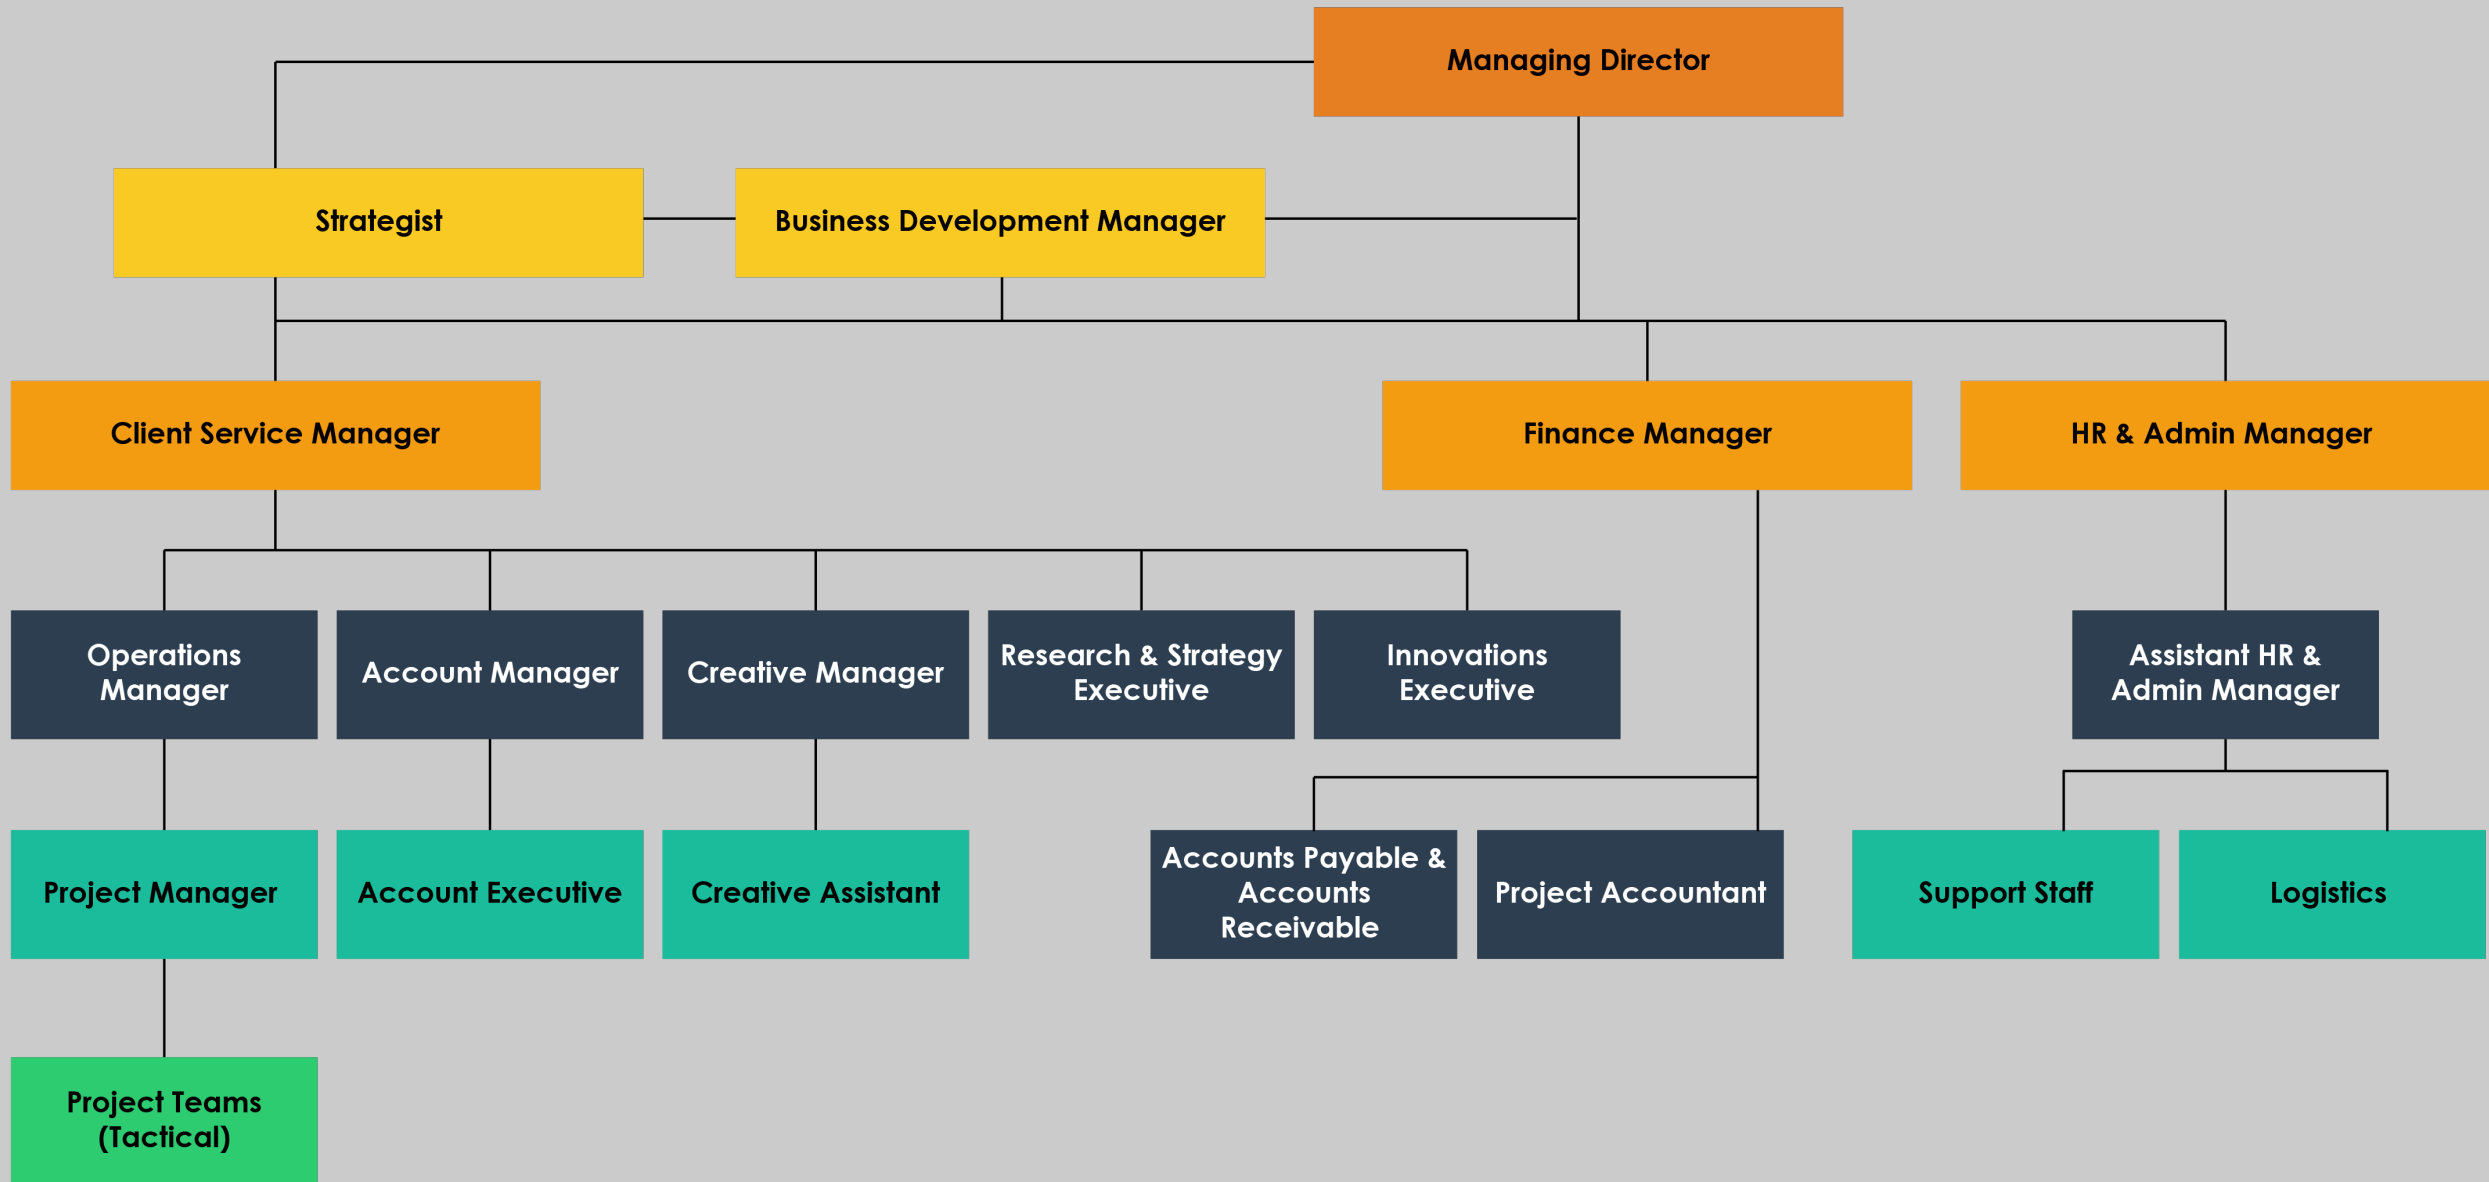 Managing Director
Strategist
Business Development Manager
Client Service Manager
Finance Manager
HR & Admin Manager
Operations
Manager
Account Manager
Creative Manager
Research & Strategy
Executive
Innovations
Executive
Assistant HR &
Admin Manager
Project Manager
Account Executive
Creative Assistant
Accounts Payable &
Accounts
Receivable
Project Accountant
Support Staff
Logistics
Project Teams
(Tactical)